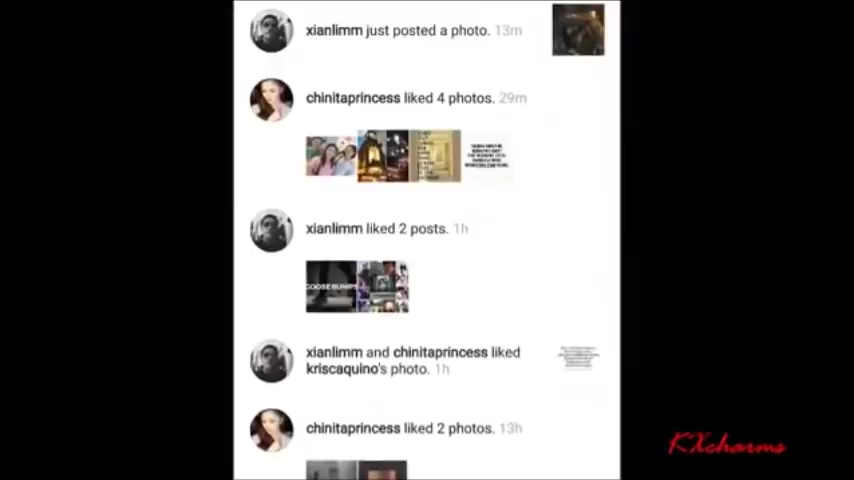 xianlimm just posted a photo. 13m
chinitaprincess liked 4 photos. 29m
xianlimm liked 2 posts. 1h
GOOSEBUMPS
xianlimm and chinitaprincess liked
kriscaquino's photo. 1h
chinitaprincess liked 2 photos. 13h
KXcharms